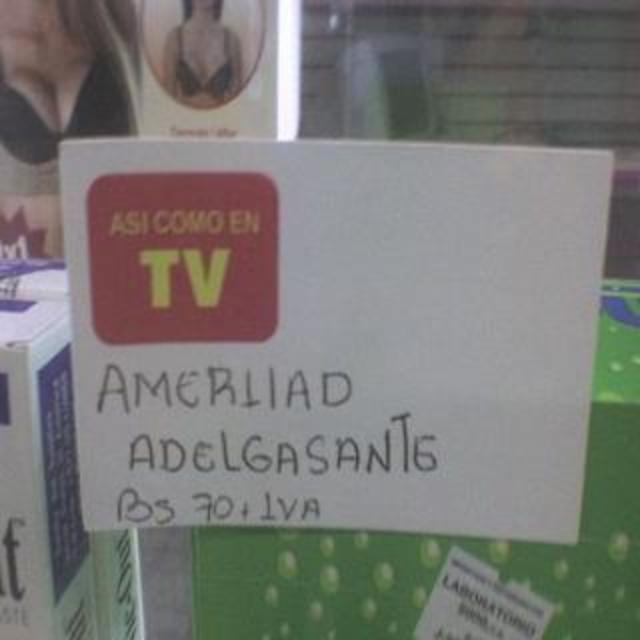 ASI COMO EN
TV
AMERLIAD
ADELGASANTE
BS 70+IVA
LABORATORIO